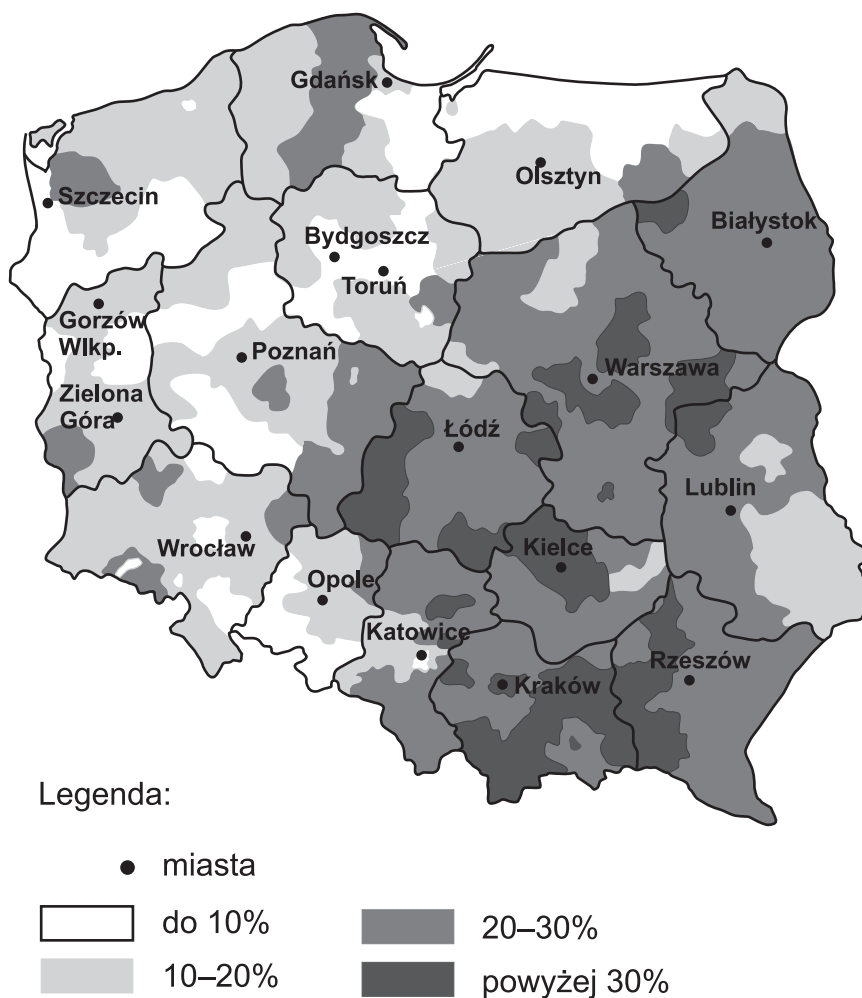 Gdańsk
Olsztyn
Szczecin
Białystok
Bydgoszcz
Toruń
Gorzów
Wlkp.
Poznań
Warszawa
Zielona
Góra
Łódź
Lublin
Wrocław
Kielce
Opole
Katowice
Rzeszów
Kraków
Legenda:
miasta
do 10%
20–30%
10–20%
powyżej 30%